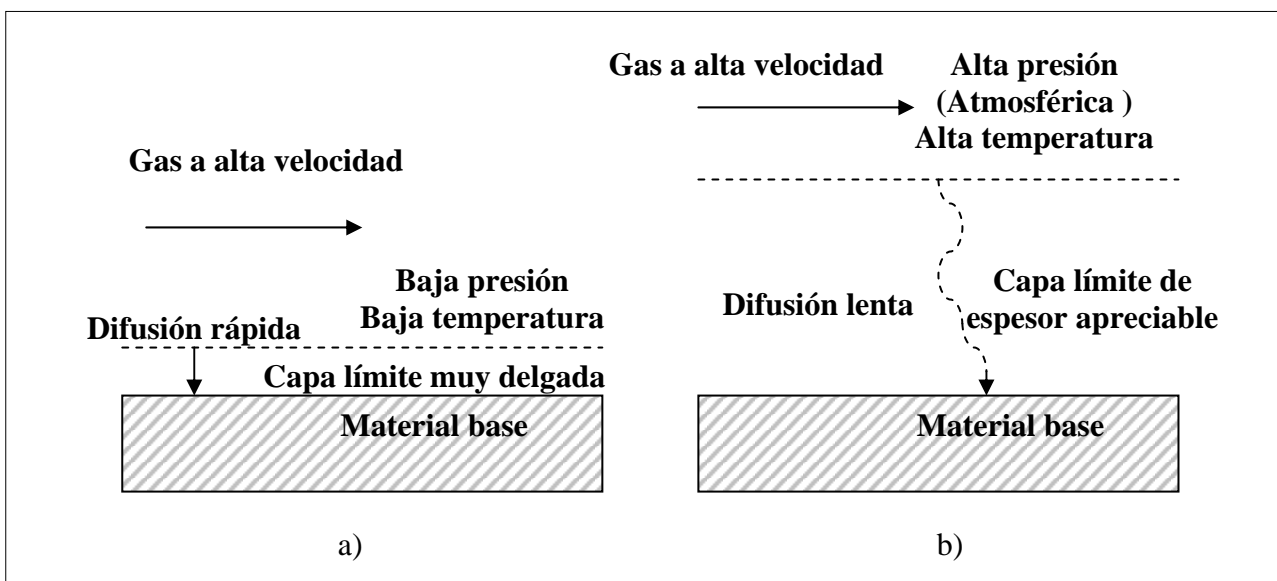 Gas a alta velocidad
Baja presión
Baja temperatura
Difusión rápida
Capa límite muy delgada
Material base
a)
Gas a alta velocidad
Alta presión
(Atmosférica )
Alta temperatura
Difusión lenta
Capa límite de
espesor apreciable
Material base
b)